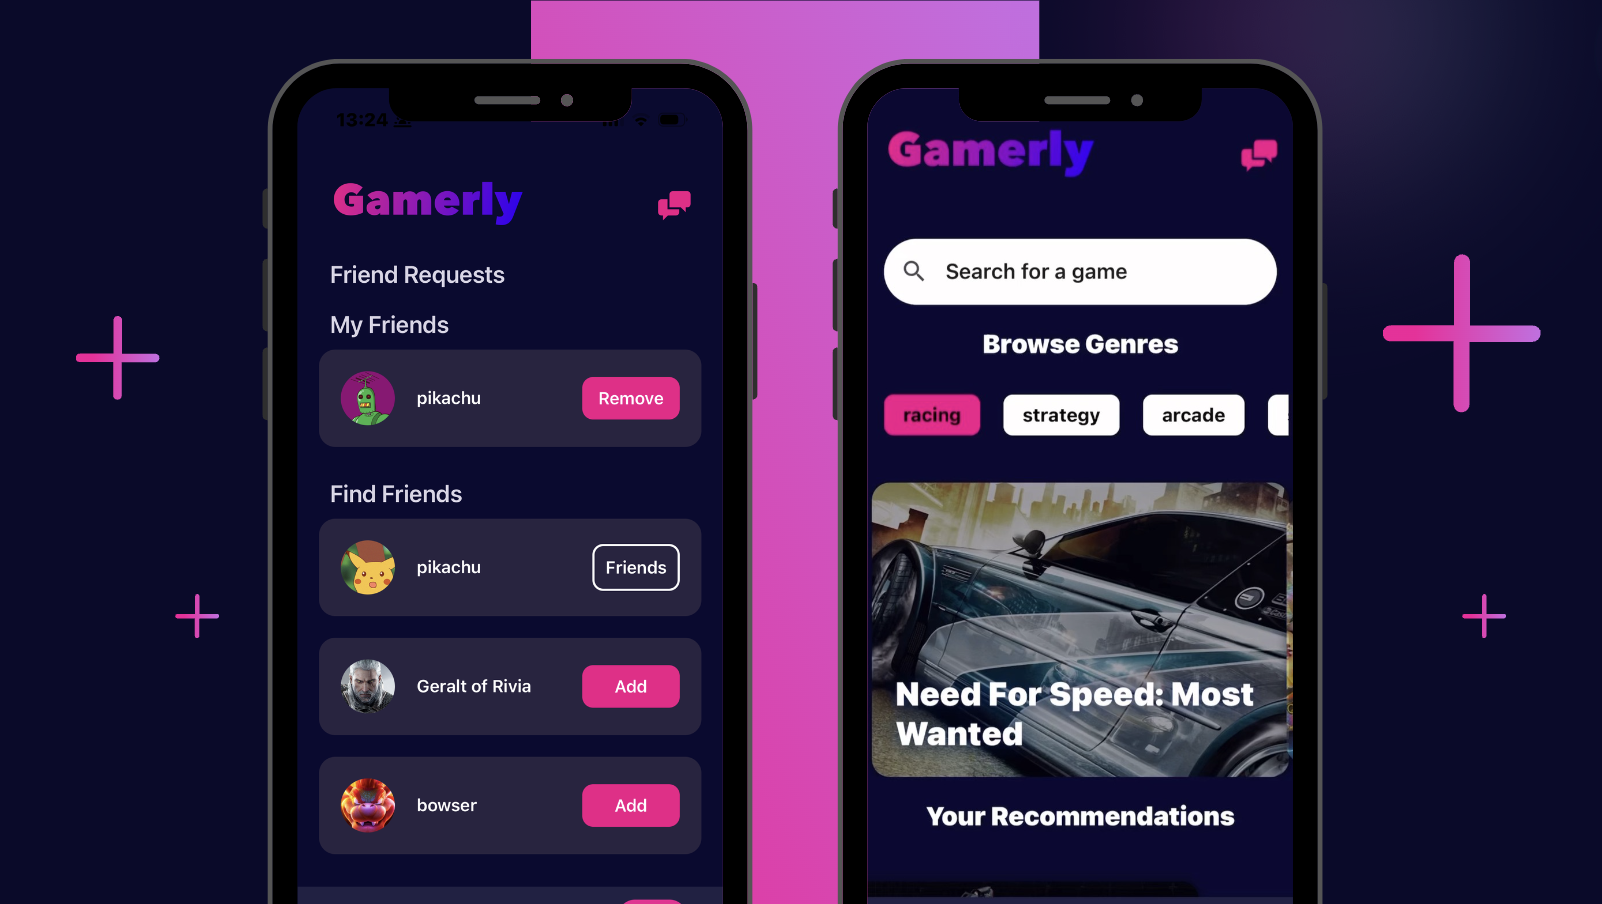 13:24
Gamerly
Friend Requests
My Friends
pikachu
Remove
Find Friends
pikachu
Friends
Geralt of Rivia
Add
bowser
Add
Gamerly
Search for a game
Browse Genres
racing
strategy
arcade
Need For Speed: Most
Wanted
Your Recommendations